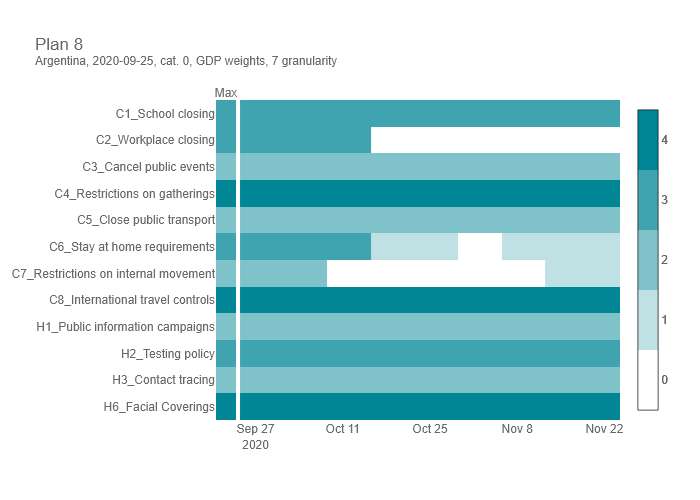 Plan 8
Argentina, 2020-09-25, cat. 0, GDP weights, 7 granularity
Max
C1_School closing
C2_Workplace closing
C3_Cancel public events
C4_Restrictions on gatherings
C5_Close public transport
C6_Stay at home requirements
C7_Restrictions on internal movement
C8_International travel controls
H1_Public information campaigns
H2_Testing policy
H3_Contact tracing
H6_Facial Coverings
Sep 27 Oct 11 Oct 25 Nov 8 Nov 22
2020
4
3
2
1
0